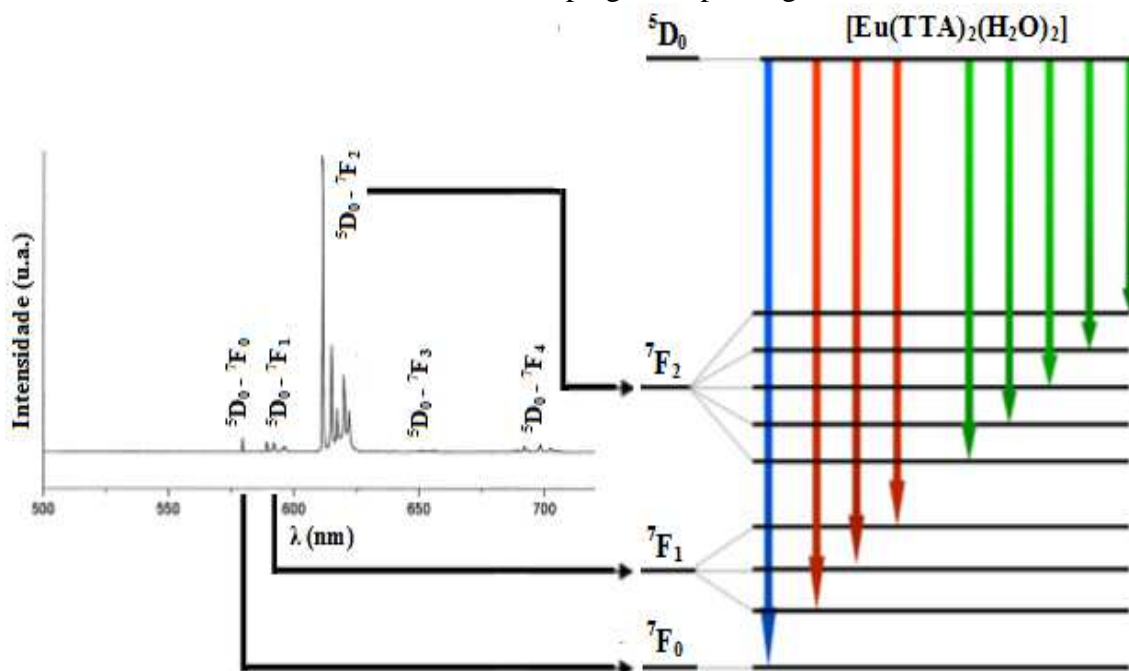 ⁵D₀
[Eu(TTA)₂(H₂O)₂]
⁵D₀ - ⁷F₂
⁵D₀ - ⁷F₀
⁵D₀ - ⁷F₁
⁵D₀ - ⁷F₃
⁵D₀ - ⁷F₄
Intensidade (u.a.)
500 550 600 650 700
λ (nm)
⁷F₂
⁷F₁
⁷F₀